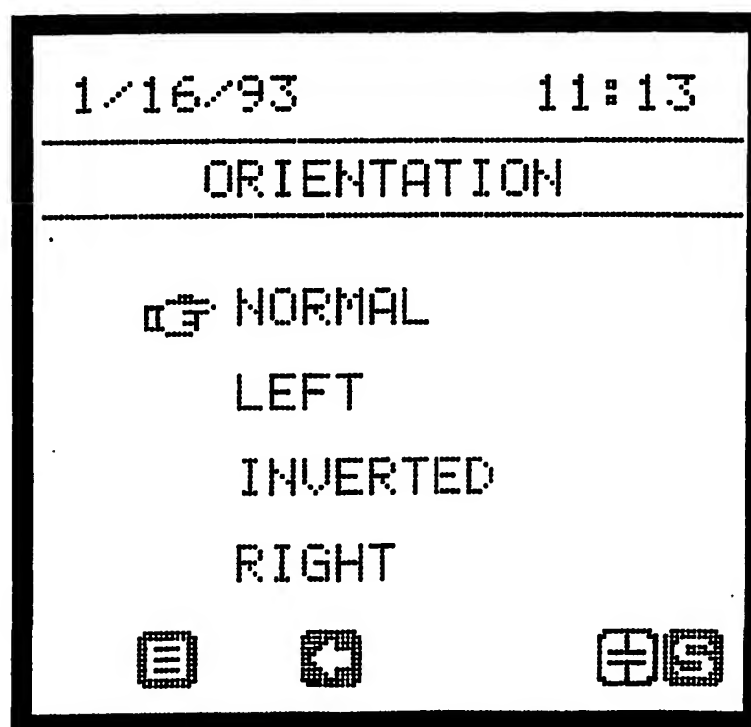 1/16/93 11:13
ORIENTATION
NORMAL
LEFT
INVERTED
RIGHT
S